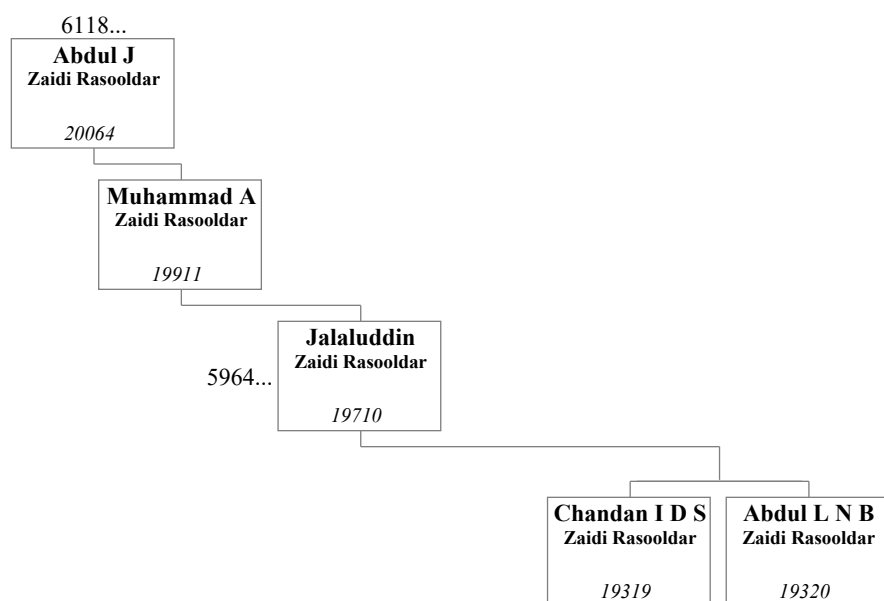 6118...
Abdul J
Zaidi Rasooldar
20064
Muhammad A
Zaidi Rasooldar
19911
Jalaluddin
Zaidi Rasooldar
5964...
19710
Chandan I D S
Zaidi Rasooldar
19319
Abdul L N B
Zaidi Rasooldar
19320